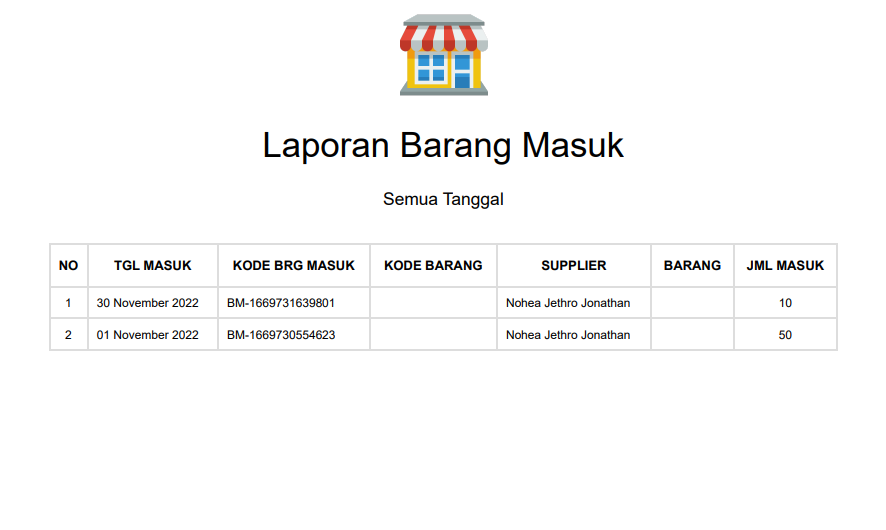 Laporan Barang Masuk
Semua Tanggal
NO TGL MASUK KODE BRG MASUK KODE BARANG SUPPLIER BARANG JML MASUK
1 30 November 2022 BM-1669731639801 Nohea Jethro Jonathan 10
2 01 November 2022 BM-1669730554623 Nohea Jethro Jonathan 50